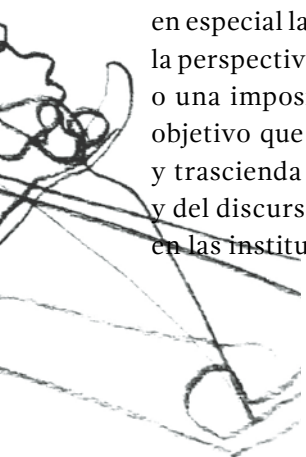 en especial la
la perspectiv
o una impos
objetivo que
y trascienda
y del discurs
en las institu